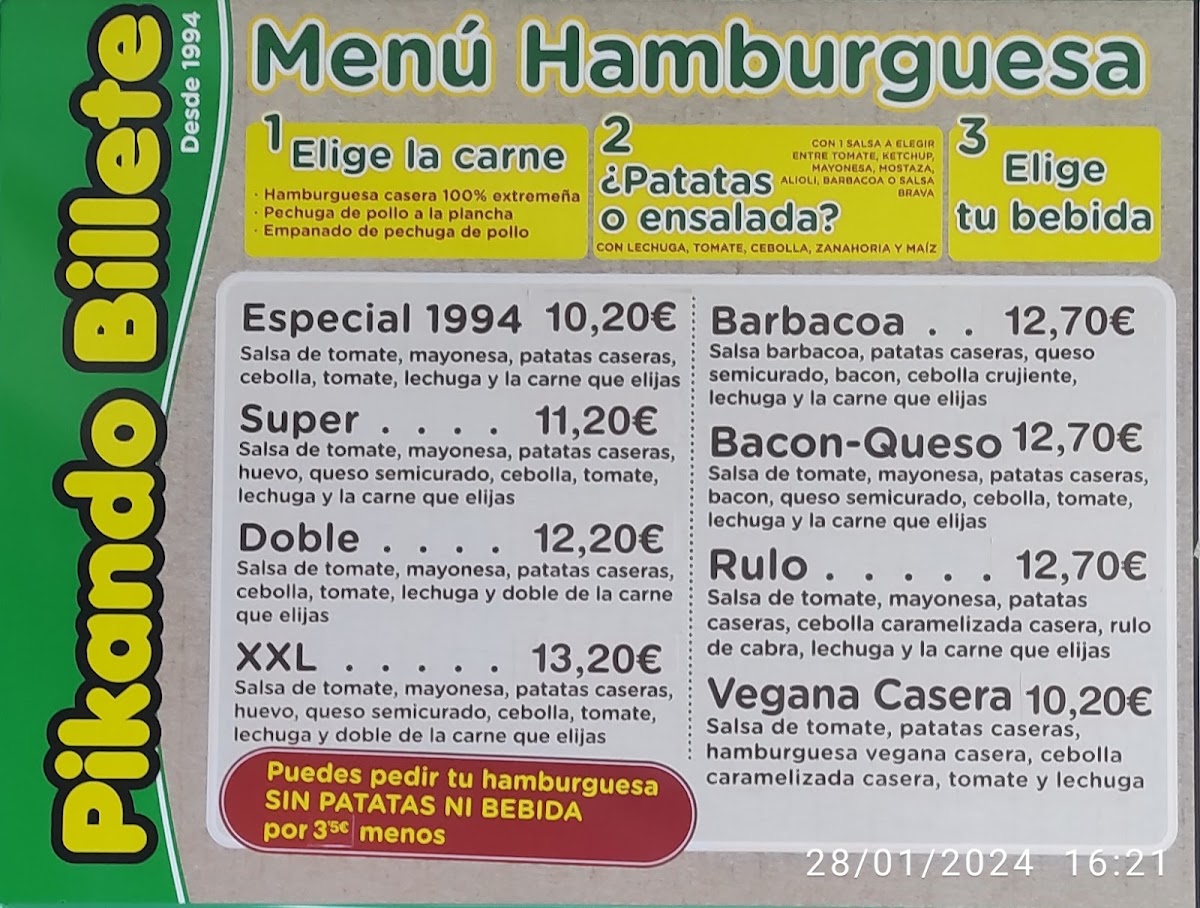 Pikando Billete
Desde 1994
Menú Hamburguesa
1 Elige la carne
· Hamburguesa casera 100% extremeña
· Pechuga de pollo a la plancha
· Empanado de pechuga de pollo
2
¿Patatas
o ensalada?
CON 1 SALSA A ELEGIR
ENTRE TOMATE, KETCHUP,
MAYONESA, MOSTAZA,
ALIOLI, BARBACOA O SALSA
BRAVA
CON LECHUGA, TOMATE, CEBOLLA, ZANAHORIA Y MAÍZ
3
Elige
tu bebida
Especial 1994 10,20€
Salsa de tomate, mayonesa, patatas caseras,
cebolla, tomate, lechuga y la carne que elijas
Super . . . . 11,20€
Salsa de tomate, mayonesa, patatas caseras,
huevo, queso semicurado, cebolla, tomate,
lechuga y la carne que elijas
Doble . . . . 12,20€
Salsa de tomate, mayonesa, patatas caseras,
cebolla, tomate, lechuga y doble de la carne
que elijas
XXL . . . . . 13,20€
Salsa de tomate, mayonesa, patatas caseras,
huevo, queso semicurado, cebolla, tomate,
lechuga y doble de la carne que elijas
Puedes pedir tu hamburguesa
SIN PATATAS NI BEBIDA
por 3'5€ menos
Barbacoa . . 12,70€
Salsa barbacoa, patatas caseras, queso
semicurado, bacon, cebolla crujiente,
lechuga y la carne que elijas
Bacon-Queso 12,70€
Salsa de tomate, mayonesa, patatas caseras,
bacon, queso semicurado, cebolla, tomate,
lechuga y la carne que elijas
Rulo . . . . . 12,70€
Salsa de tomate, mayonesa, patatas
caseras, cebolla caramelizada casera, rulo
de cabra, lechuga y la carne que elijas
Vegana Casera 10,20€
Salsa de tomate, patatas caseras,
hamburguesa vegana casera, cebolla
caramelizada casera, tomate y lechuga
28/01/2024 16:21